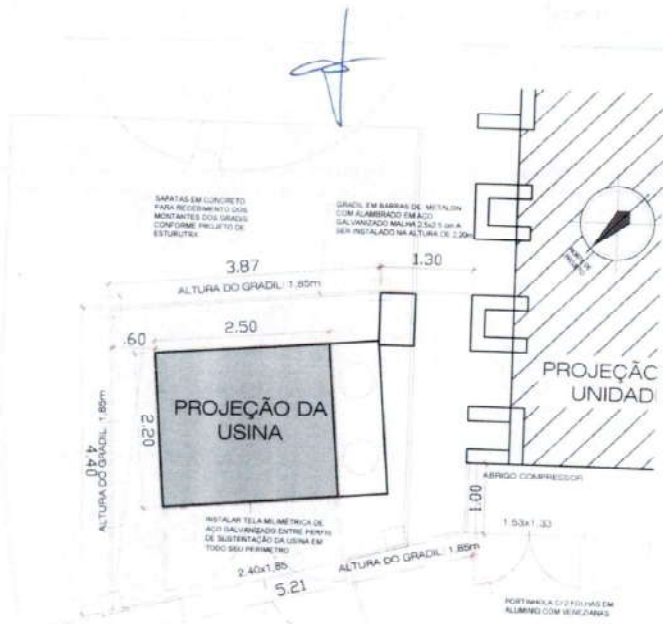 SAPATAS EM CONCRETO
PARA RECEBIMENTO DOS
MONTANTES DOS GRADIS
CONFORME PROJETO DE
ESTURUTRA
GRADIL EM BARRAS DE METALON
COM ALAMBRADO EM AÇO
GALVANIZADO MALHA 2,5x2,5 cm A
SER INSTALADO NA ALTURA DE 2,20m
3.87
1.30
ALTURA DO GRADIL: 1,85m
NORTE DE
PROJETO
.60
2.50
PROJEÇÃO DA
USINA
2.20
ALTURA DO GRADIL: 1,85m
4.40
PROJEÇÃO
UNIDAD
ABRIGO COMPRESSOR
1.00
1.53x1.33
INSTALAR TELA MILIMÉTRICA DE
AÇO GALVANIZADO ENTRE PERFIS
DE SUSTENTAÇÃO DA USINA EM
TODO SEU PERÍMETRO
2.40x1.85
ALTURA DO GRADIL: 1,85m
5.21
PORTINHOLA C/2 FOLHAS EM
ALUMÍNIO COM VENEZIANAS